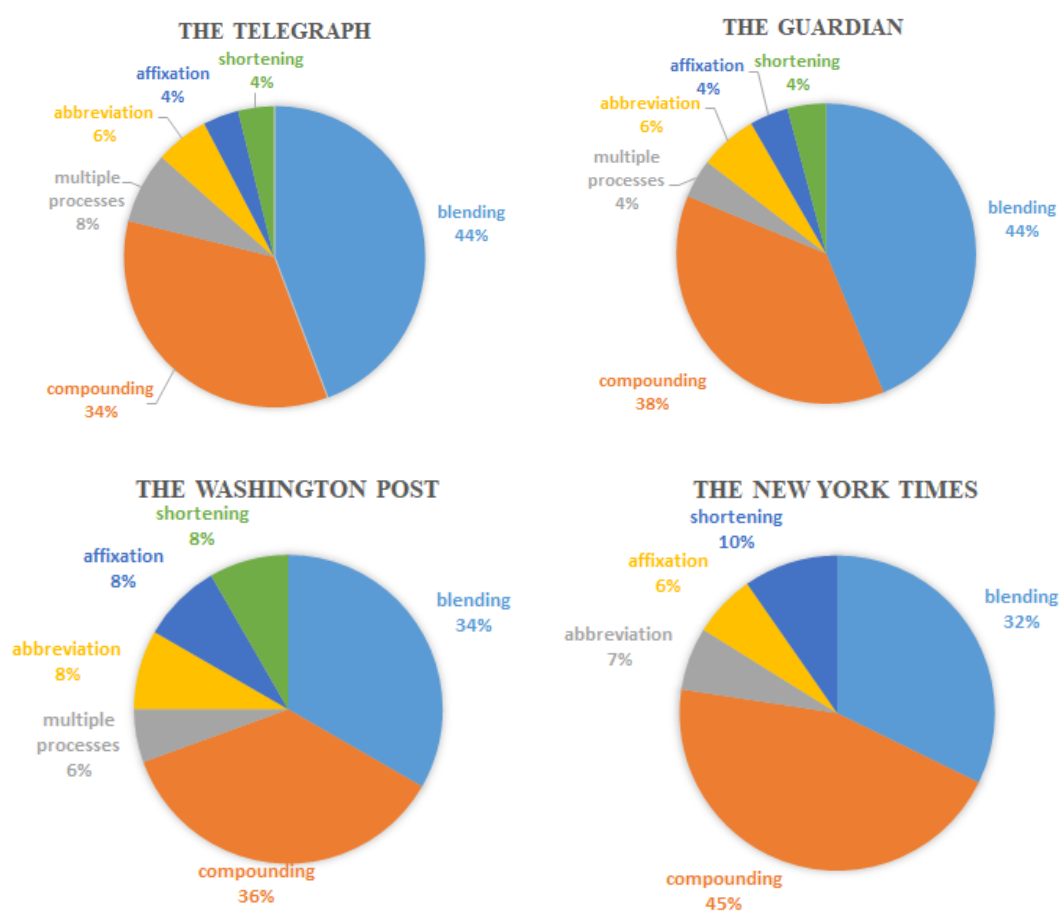 THE TELEGRAPH
shortening
4%
affixation
4%
abbreviation
6%
multiple
processes
8%
blending
44%
compounding
34%
THE GUARDIAN
shortening
4%
affixation
4%
abbreviation
6%
multiple
processes
4%
blending
44%
compounding
38%
THE WASHINGTON POST
shortening
8%
affixation
8%
blending
34%
abbreviation
8%
multiple
processes
6%
compounding
36%
THE NEW YORK TIMES
shortening
10%
affixation
6%
blending
32%
abbreviation
7%
compounding
45%